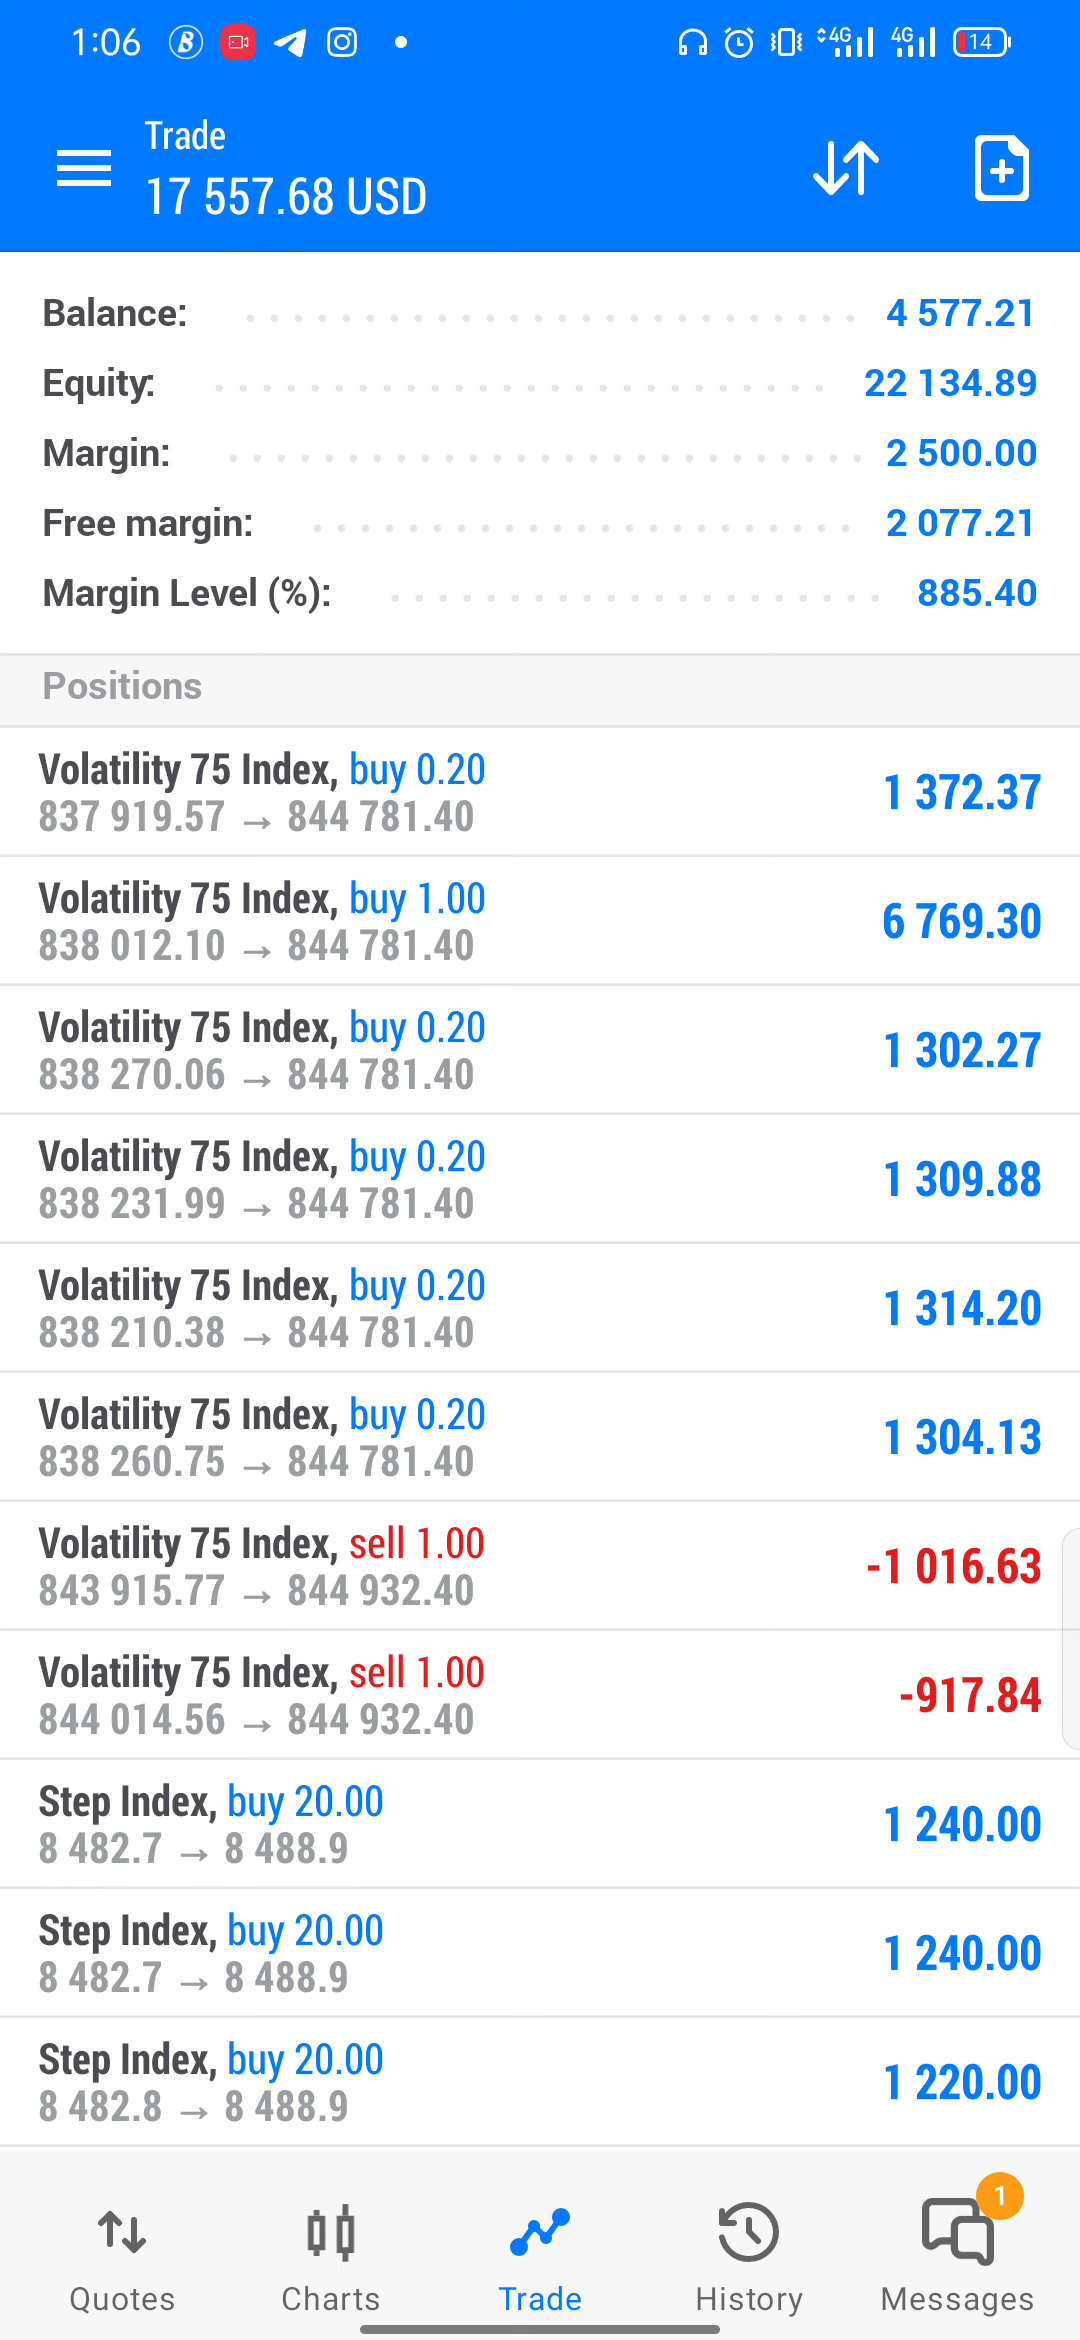 1:06
4G
4G
14
Trade
17 557.68 USD
Balance: 4 577.21
Equity: 22 134.89
Margin: 2 500.00
Free margin: 2 077.21
Margin Level (%): 885.40
Positions
Volatility 75 Index, buy 0.20
837 919.57 → 844 781.40
1 372.37
Volatility 75 Index, buy 1.00
838 012.10 → 844 781.40
6 769.30
Volatility 75 Index, buy 0.20
838 270.06 → 844 781.40
1 302.27
Volatility 75 Index, buy 0.20
838 231.99 → 844 781.40
1 309.88
Volatility 75 Index, buy 0.20
838 210.38 → 844 781.40
1 314.20
Volatility 75 Index, buy 0.20
838 260.75 → 844 781.40
1 304.13
Volatility 75 Index, sell 1.00
843 915.77 → 844 932.40
-1 016.63
Volatility 75 Index, sell 1.00
844 014.56 → 844 932.40
-917.84
Step Index, buy 20.00
8 482.7 → 8 488.9
1 240.00
Step Index, buy 20.00
8 482.7 → 8 488.9
1 240.00
Step Index, buy 20.00
8 482.8 → 8 488.9
1 220.00
1
Quotes
Charts
Trade
History
Messages